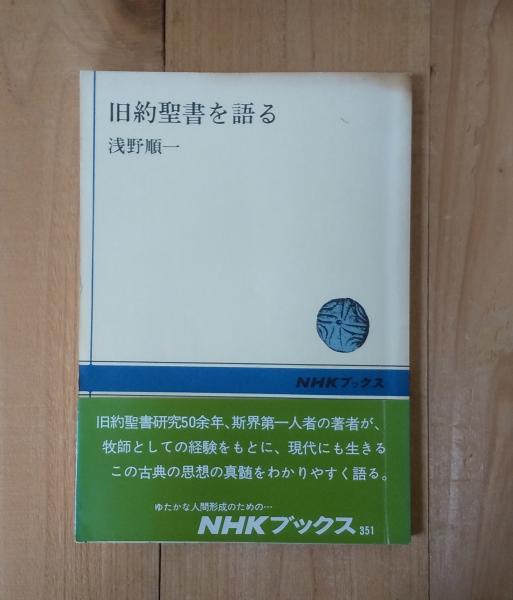 旧約聖書を語る
浅野順一
NHKブックス
旧約聖書研究50余年、斯界第一人者の著者が、
牧師としての経験をもとに、現代にも生きる
この古典の思想の真髄をわかりやすく語る。
ゆたかな人間形成のための…
NHKブックス 351